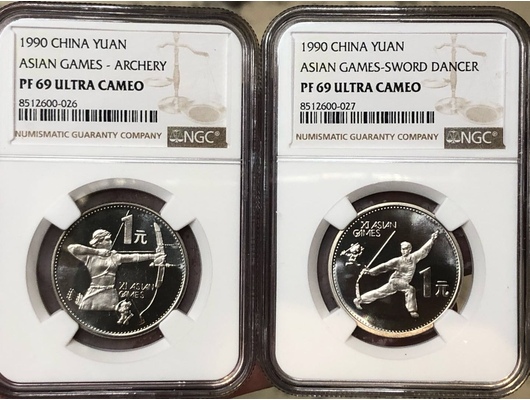 1990 CHINA YUAN
ASIAN GAMES - ARCHERY
PF 69 ULTRA CAMEO
8512600-026
NUMISMATIC GUARANTY COMPANY
NGC®
1元
XI ASIAN
GAMES
1990 CHINA YUAN
ASIAN GAMES-SWORD DANCER
PF 69 ULTRA CAMEO
8512600-027
NUMISMATIC GUARANTY COMPANY
NGC®
XI ASIAN
GAMES
1元